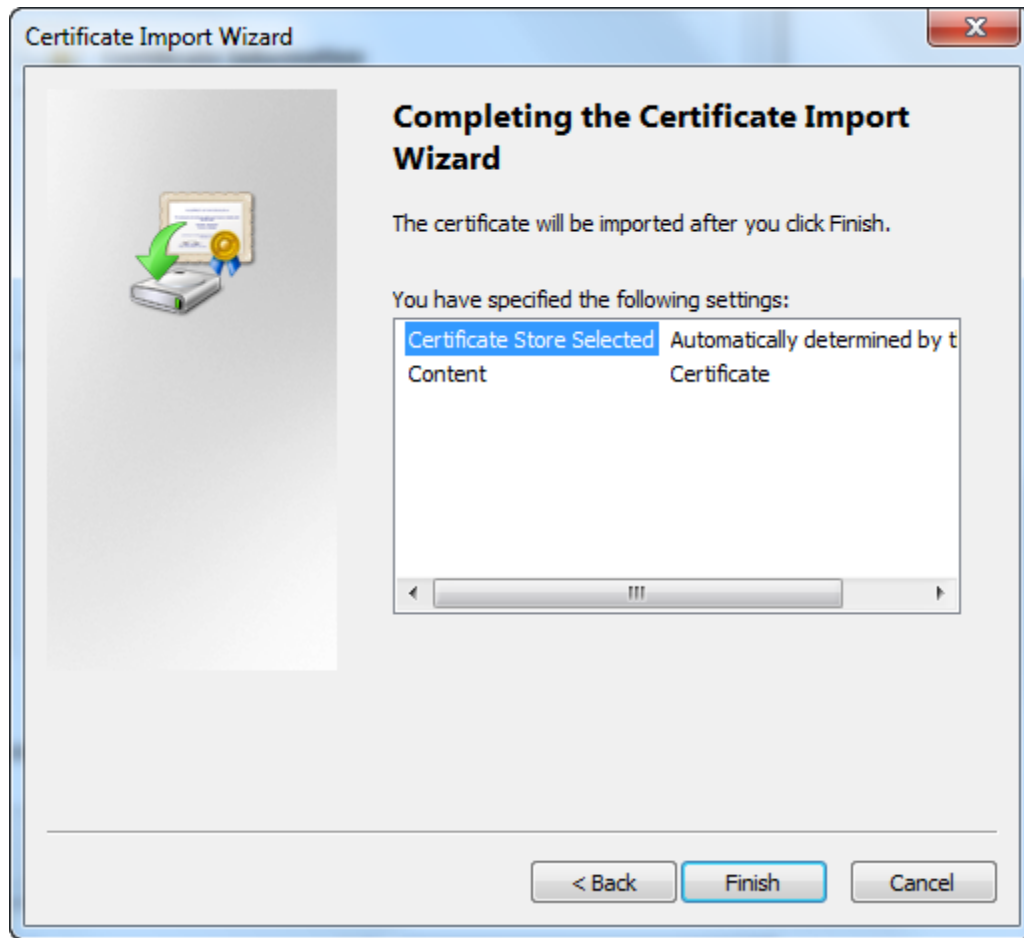 Certificate Import Wizard
Completing the Certificate Import
Wizard
The certificate will be imported after you click Finish.
You have specified the following settings:
Certificate Store Selected Automatically determined by t
Content Certificate
< Back Finish Cancel